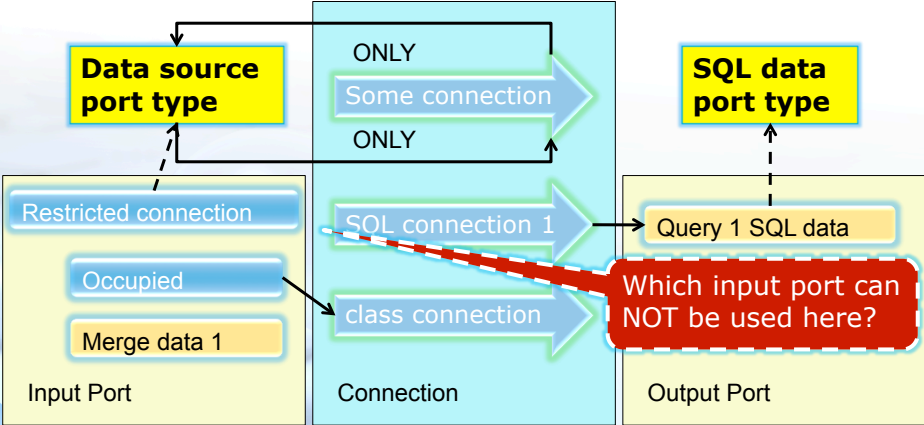 Data source
port type
ONLY
Some connection
ONLY
SQL data
port type
Restricted connection
Occupied
Merge data 1
Input Port
SQL connection 1
class connection
Connection
Query 1 SQL data
Which input port can
NOT be used here?
Output Port